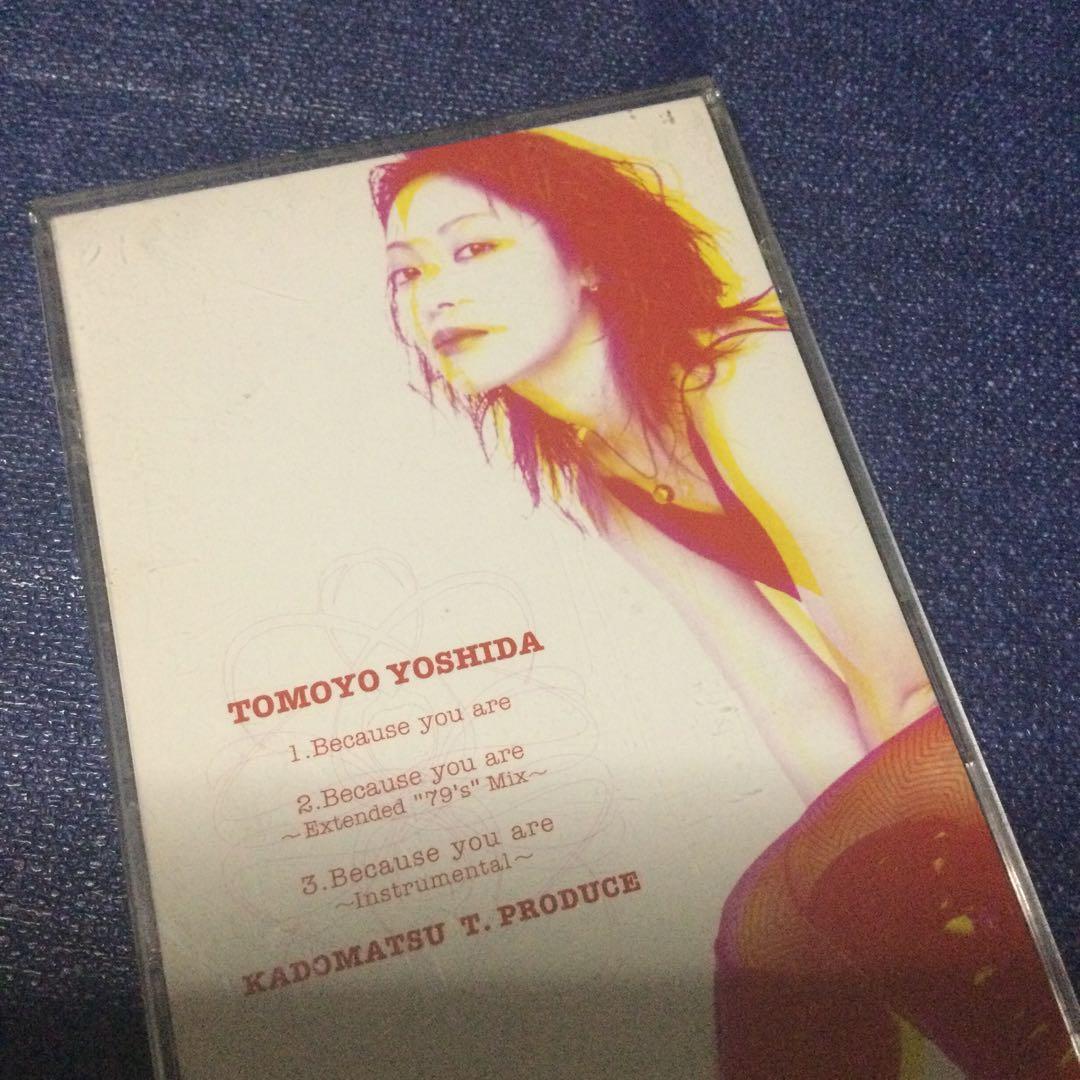 TOMOYO YOSHIDA
1.Because you are
2.Because you are
～Extended "79's" Mix～
3.Because you are
～Instrumental～
KADOMATSU T. PRODUCE